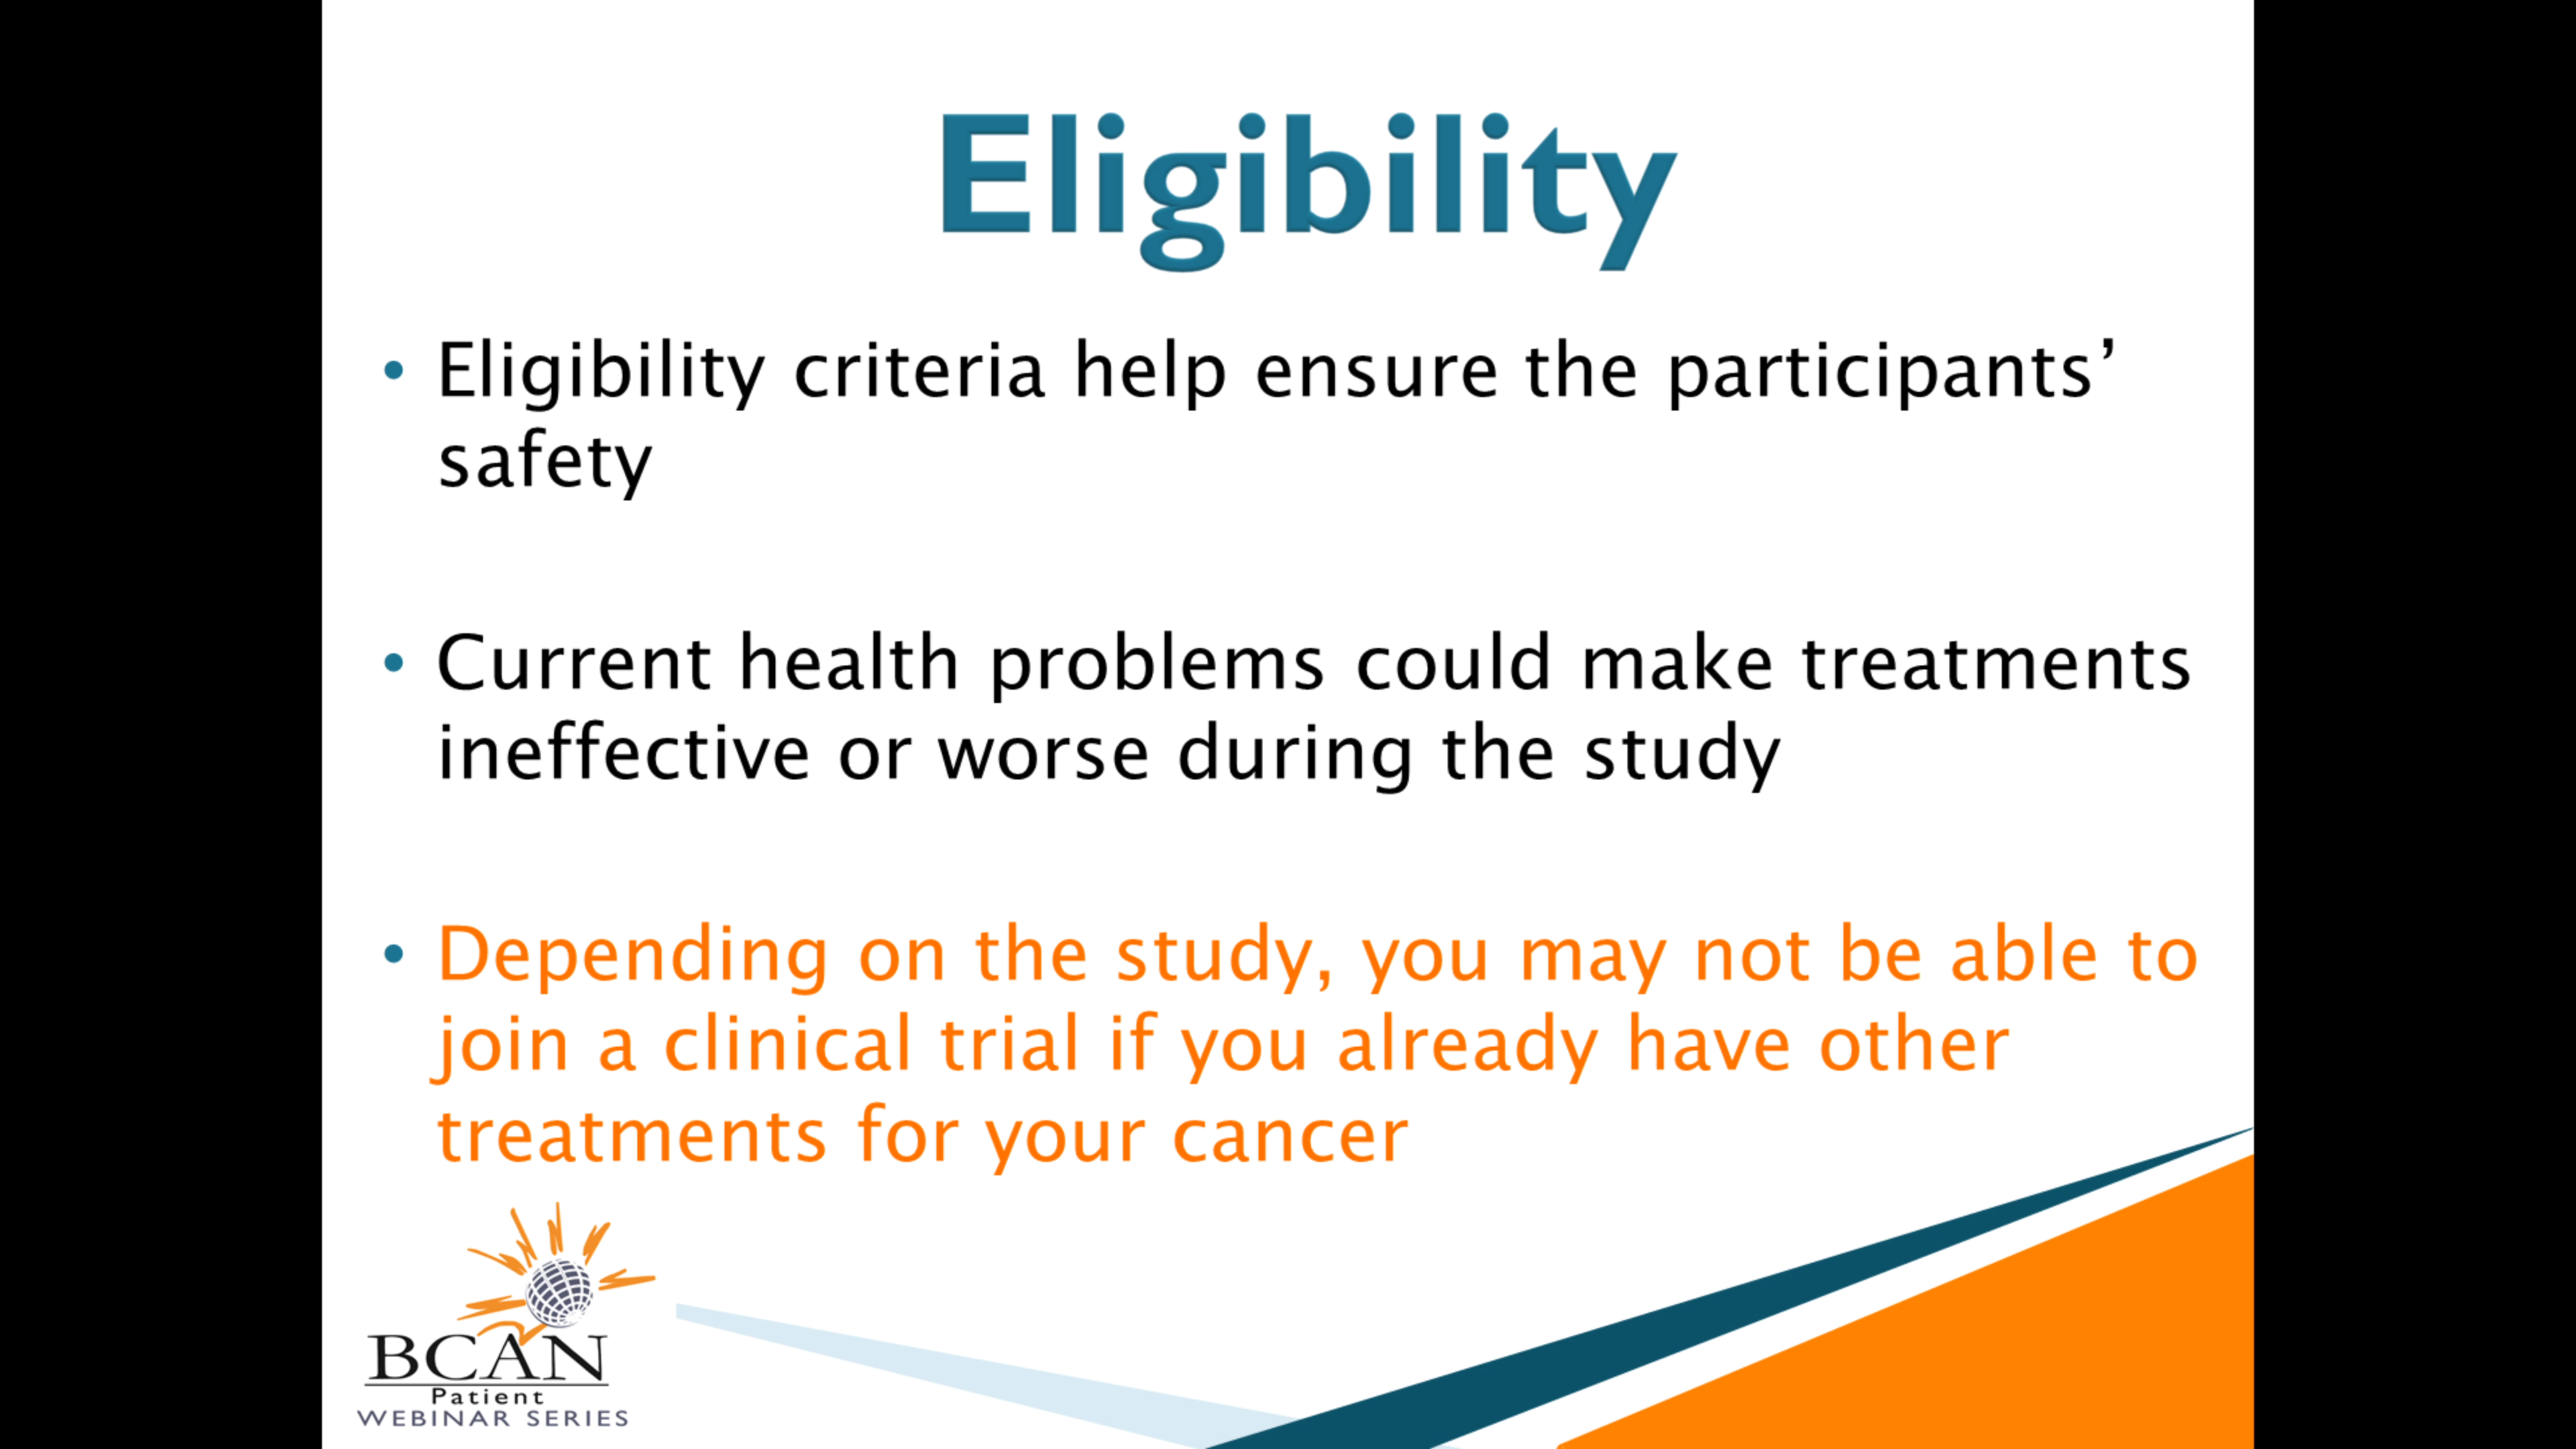 Eligibility
• Eligibility criteria help ensure the participants’
safety
• Current health problems could make treatments
ineffective or worse during the study
• Depending on the study, you may not be able to
join a clinical trial if you already have other
treatments for your cancer
BCAN
Patient
WEBINAR SERIES